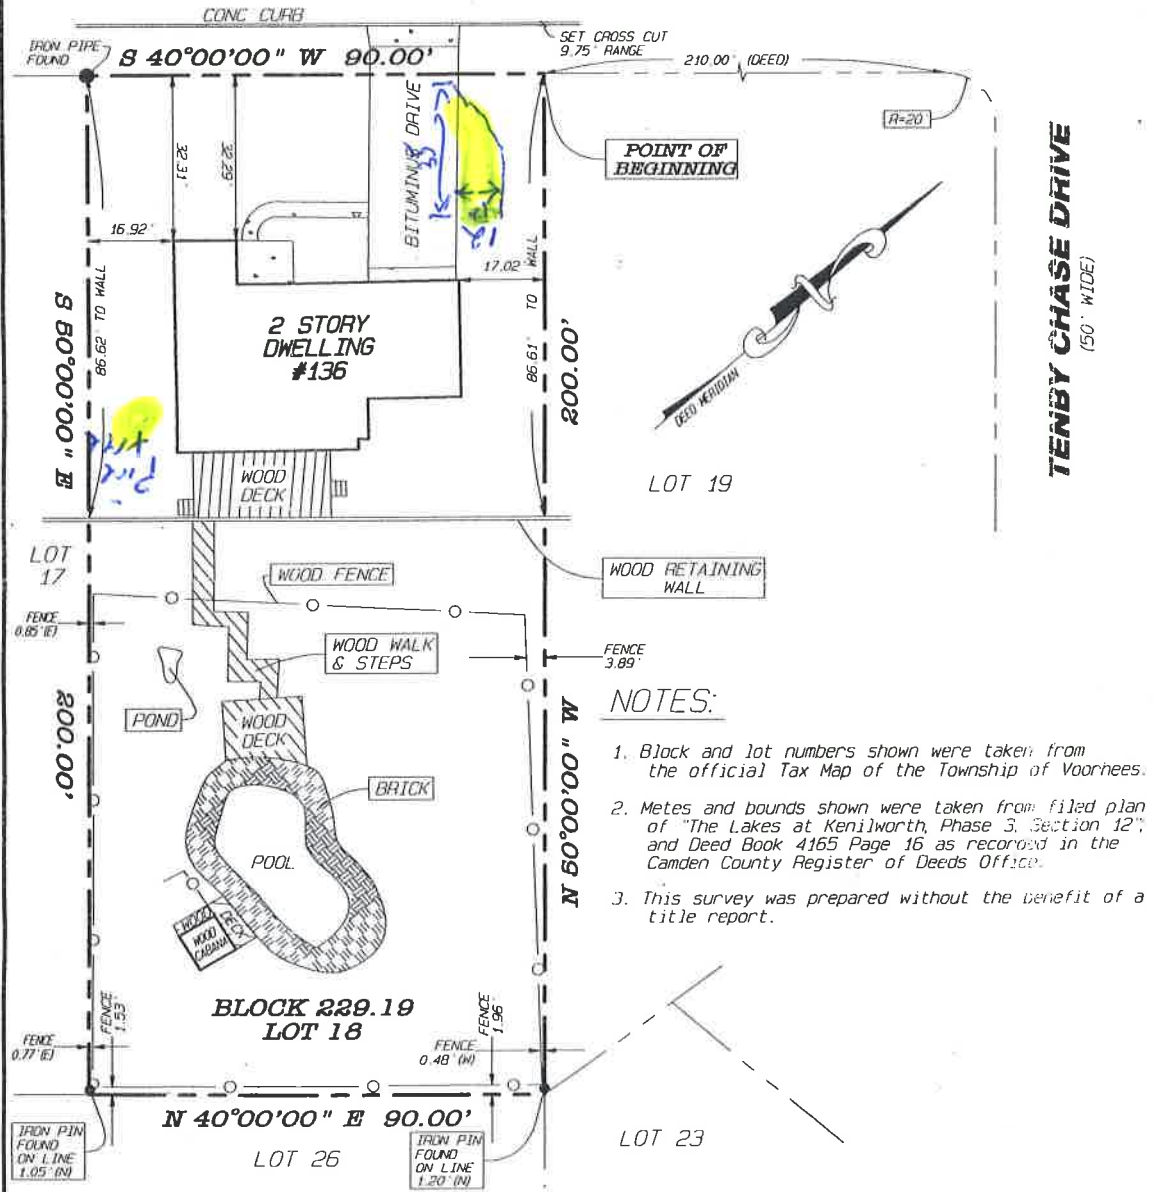 CONC CURB
IRON PIPE
FOUND
S 40°00'00" W 90.00'
SET CROSS CUT
9.75' RANGE
210.00' (DEED)
R=20'
POINT OF
BEGINNING
TENBY CHASE DRIVE
(50' WIDE)
32.31'
32.29'
BITUMINUS DRIVE
12
16.92'
17.02'
86.62' TO WALL
86.61' TO WALL
S 80°00'00" E
200.00'
2 STORY
DWELLING
#136
DEED MERIDIAN
LOT 19
Pine
tree
WOOD
DECK
LOT
17
WOOD FENCE
WOOD RETAINING
WALL
FENCE
0.85'(E)
WOOD WALK
& STEPS
FENCE
3.89'
POND
WOOD
DECK
200.00'
N 60°00'00" W
BRICK
POOL
WOOD
DECK
WOOD
CABANA
NOTES:
1. Block and lot numbers shown were taken from
the official Tax Map of the Township of Voorhees.
2. Metes and bounds shown were taken from filed plan
of "The Lakes at Kenilworth, Phase 3, Section 12",
and Deed Book 4165 Page 16 as recorded in the
Camden County Register of Deeds Office.
3. This survey was prepared without the benefit of a
title report.
BLOCK 229.19
LOT 18
FENCE
1.53'
FENCE
1.96'
FENCE
0.77'(E)
FENCE
0.48'(W)
N 40°00'00" E 90.00'
IRON PIN
FOUND
ON LINE
1.05'(N)
LOT 26
IRON PIN
FOUND
ON LINE
1.20'(N)
LOT 23